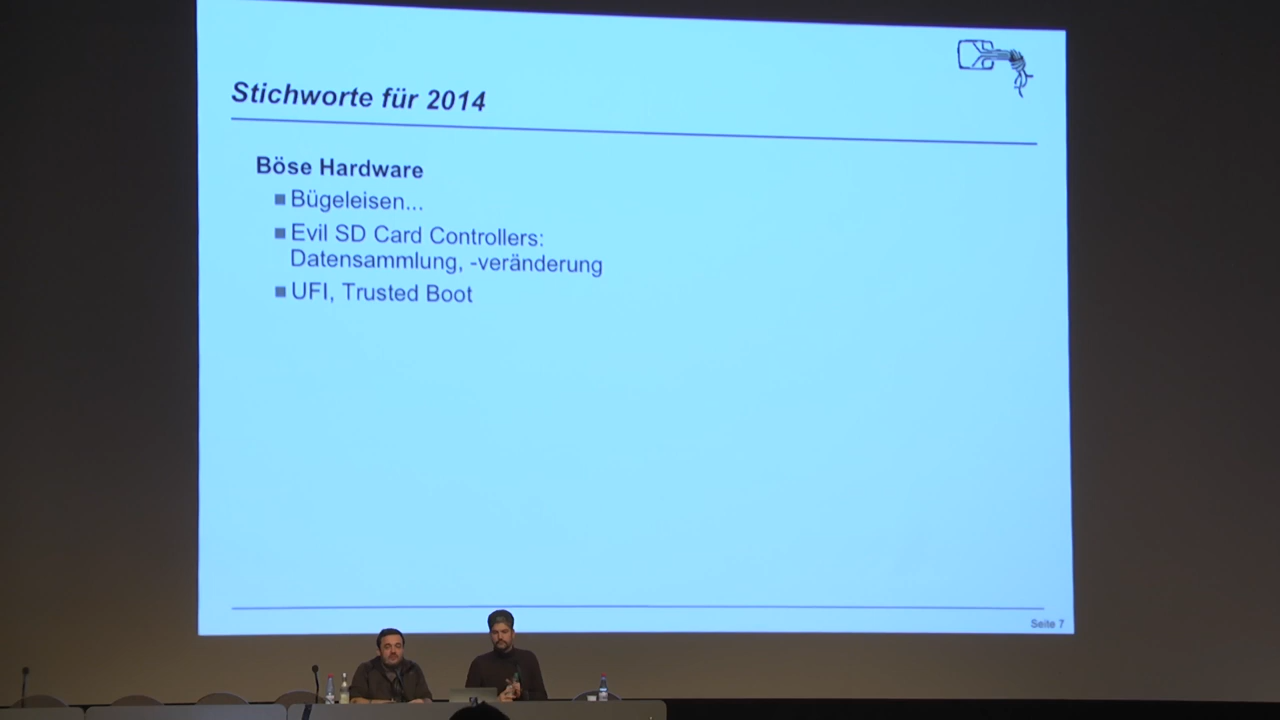 Stichworte für 2014
Böse Hardware
Bügeleisen...
Evil SD Card Controllers:
Datensammlung, -veränderung
UFI, Trusted Boot
Seite 7